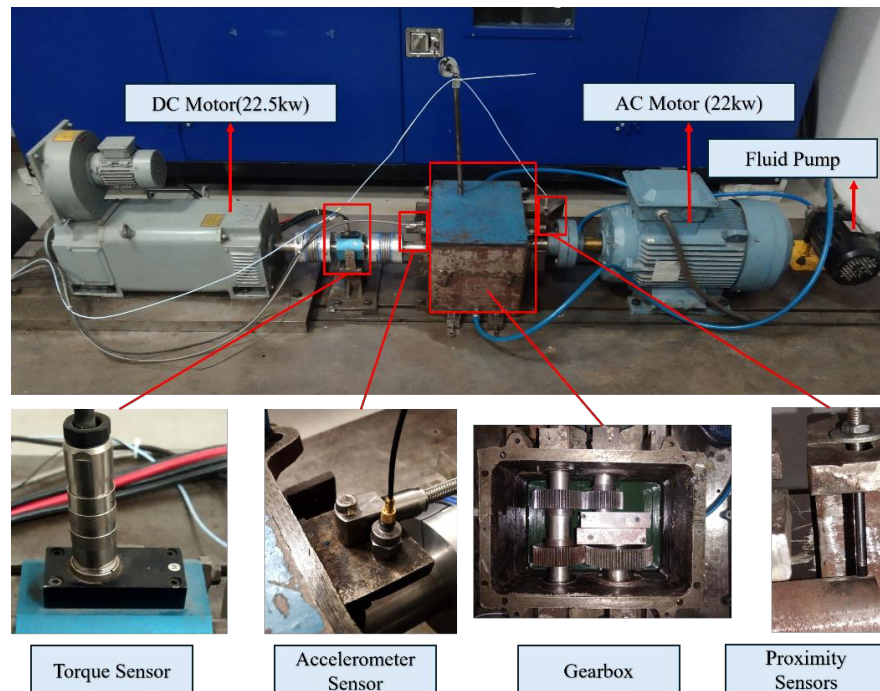 DC Motor(22.5kw)
AC Motor (22kw)
Fluid Pump
Torque Sensor
Accelerometer
Sensor
Gearbox
Proximity
Sensors